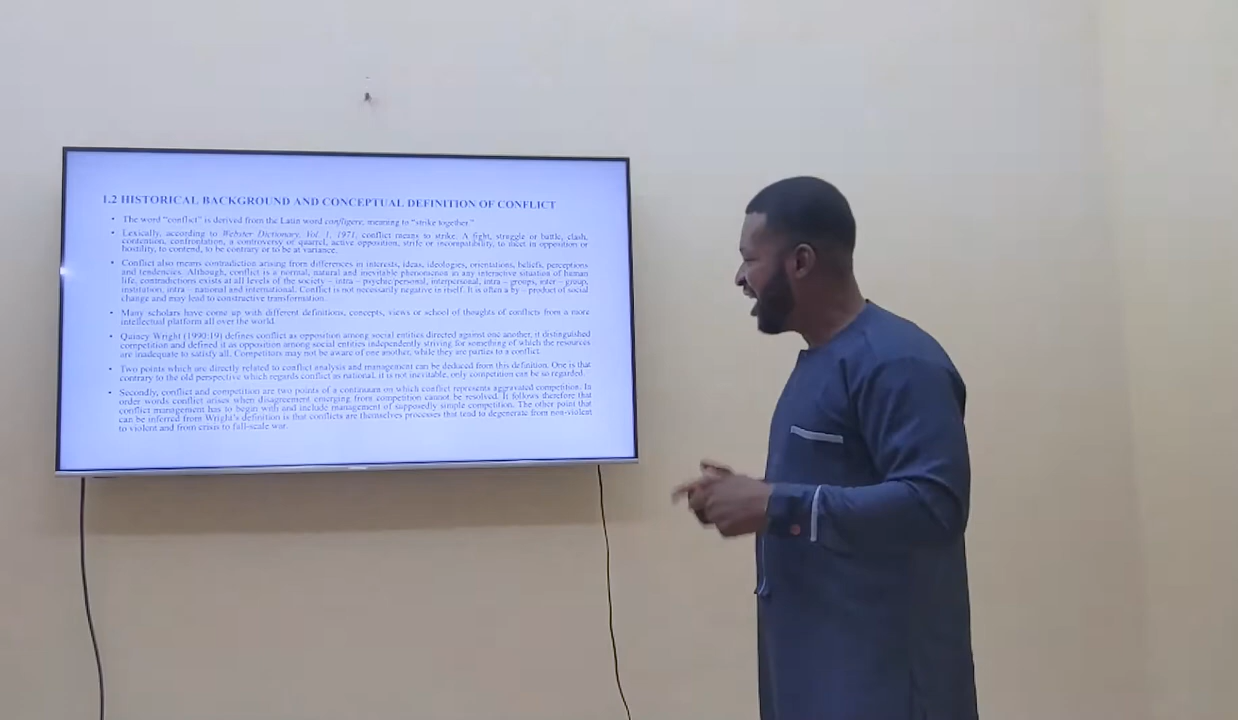 1.2 HISTORICAL BACKGROUND AND CONCEPTUAL DEFINITION OF CONFLICT
• The word "conflict" is derived from the Latin word configere, meaning to "strike together."
• Lexically, according to Webster Dictionary, Vol. 1, 1971, conflict means to strike. A fight, struggle or battle, clash,
contention, confrontation, a controversy of quarrel, active opposition, strife or incompatibility, to meet in opposition or
hostility, to contend, to be contrary or to be at variance.
• Conflict also means contradiction arising from differences in interests, ideas, ideologies, orientations, beliefs, perceptions
and tendencies. Although, conflict is a normal, natural and inevitable phenomenon in any interactive situation of human
life, contradictions exists at all levels of the society – intra – psychic/personal, interpersonal, intra – groups, inter – group,
institution, intra – national and international. Conflict is not necessarily negative in itself. It is often a by – product of social
change and may lead to constructive transformation.
• Many scholars have come up with different definitions, concepts, views or school of thoughts of conflicts from a more
intellectual platform all over the world.
• Quincy Wright (1990:19) defines conflict as opposition among social entities directed against one another, it distinguished
competition and defined it as opposition among social entities independently striving for something of which the resources
are inadequate to satisfy all. Competitors may not be aware of one another, while they are parties to a conflict.
• Two points which are directly related to conflict analysis and management can be deduced from this definition. One is that
contrary to the old perspective which regards conflict as national, it is not inevitable, only competition can be so regarded.
• Secondly, conflict and competition are two points of a continuum on which conflict represents aggravated competition. In
order words conflict arises when disagreement emerging from competition cannot be resolved. It follows therefore that
conflict management has to begin with and include management of supposedly simple competition. The other point that
can be inferred from Wright's definition is that conflicts are themselves processes that tend to degenerate from non-violent
to violent and from crisis to full-scale war.